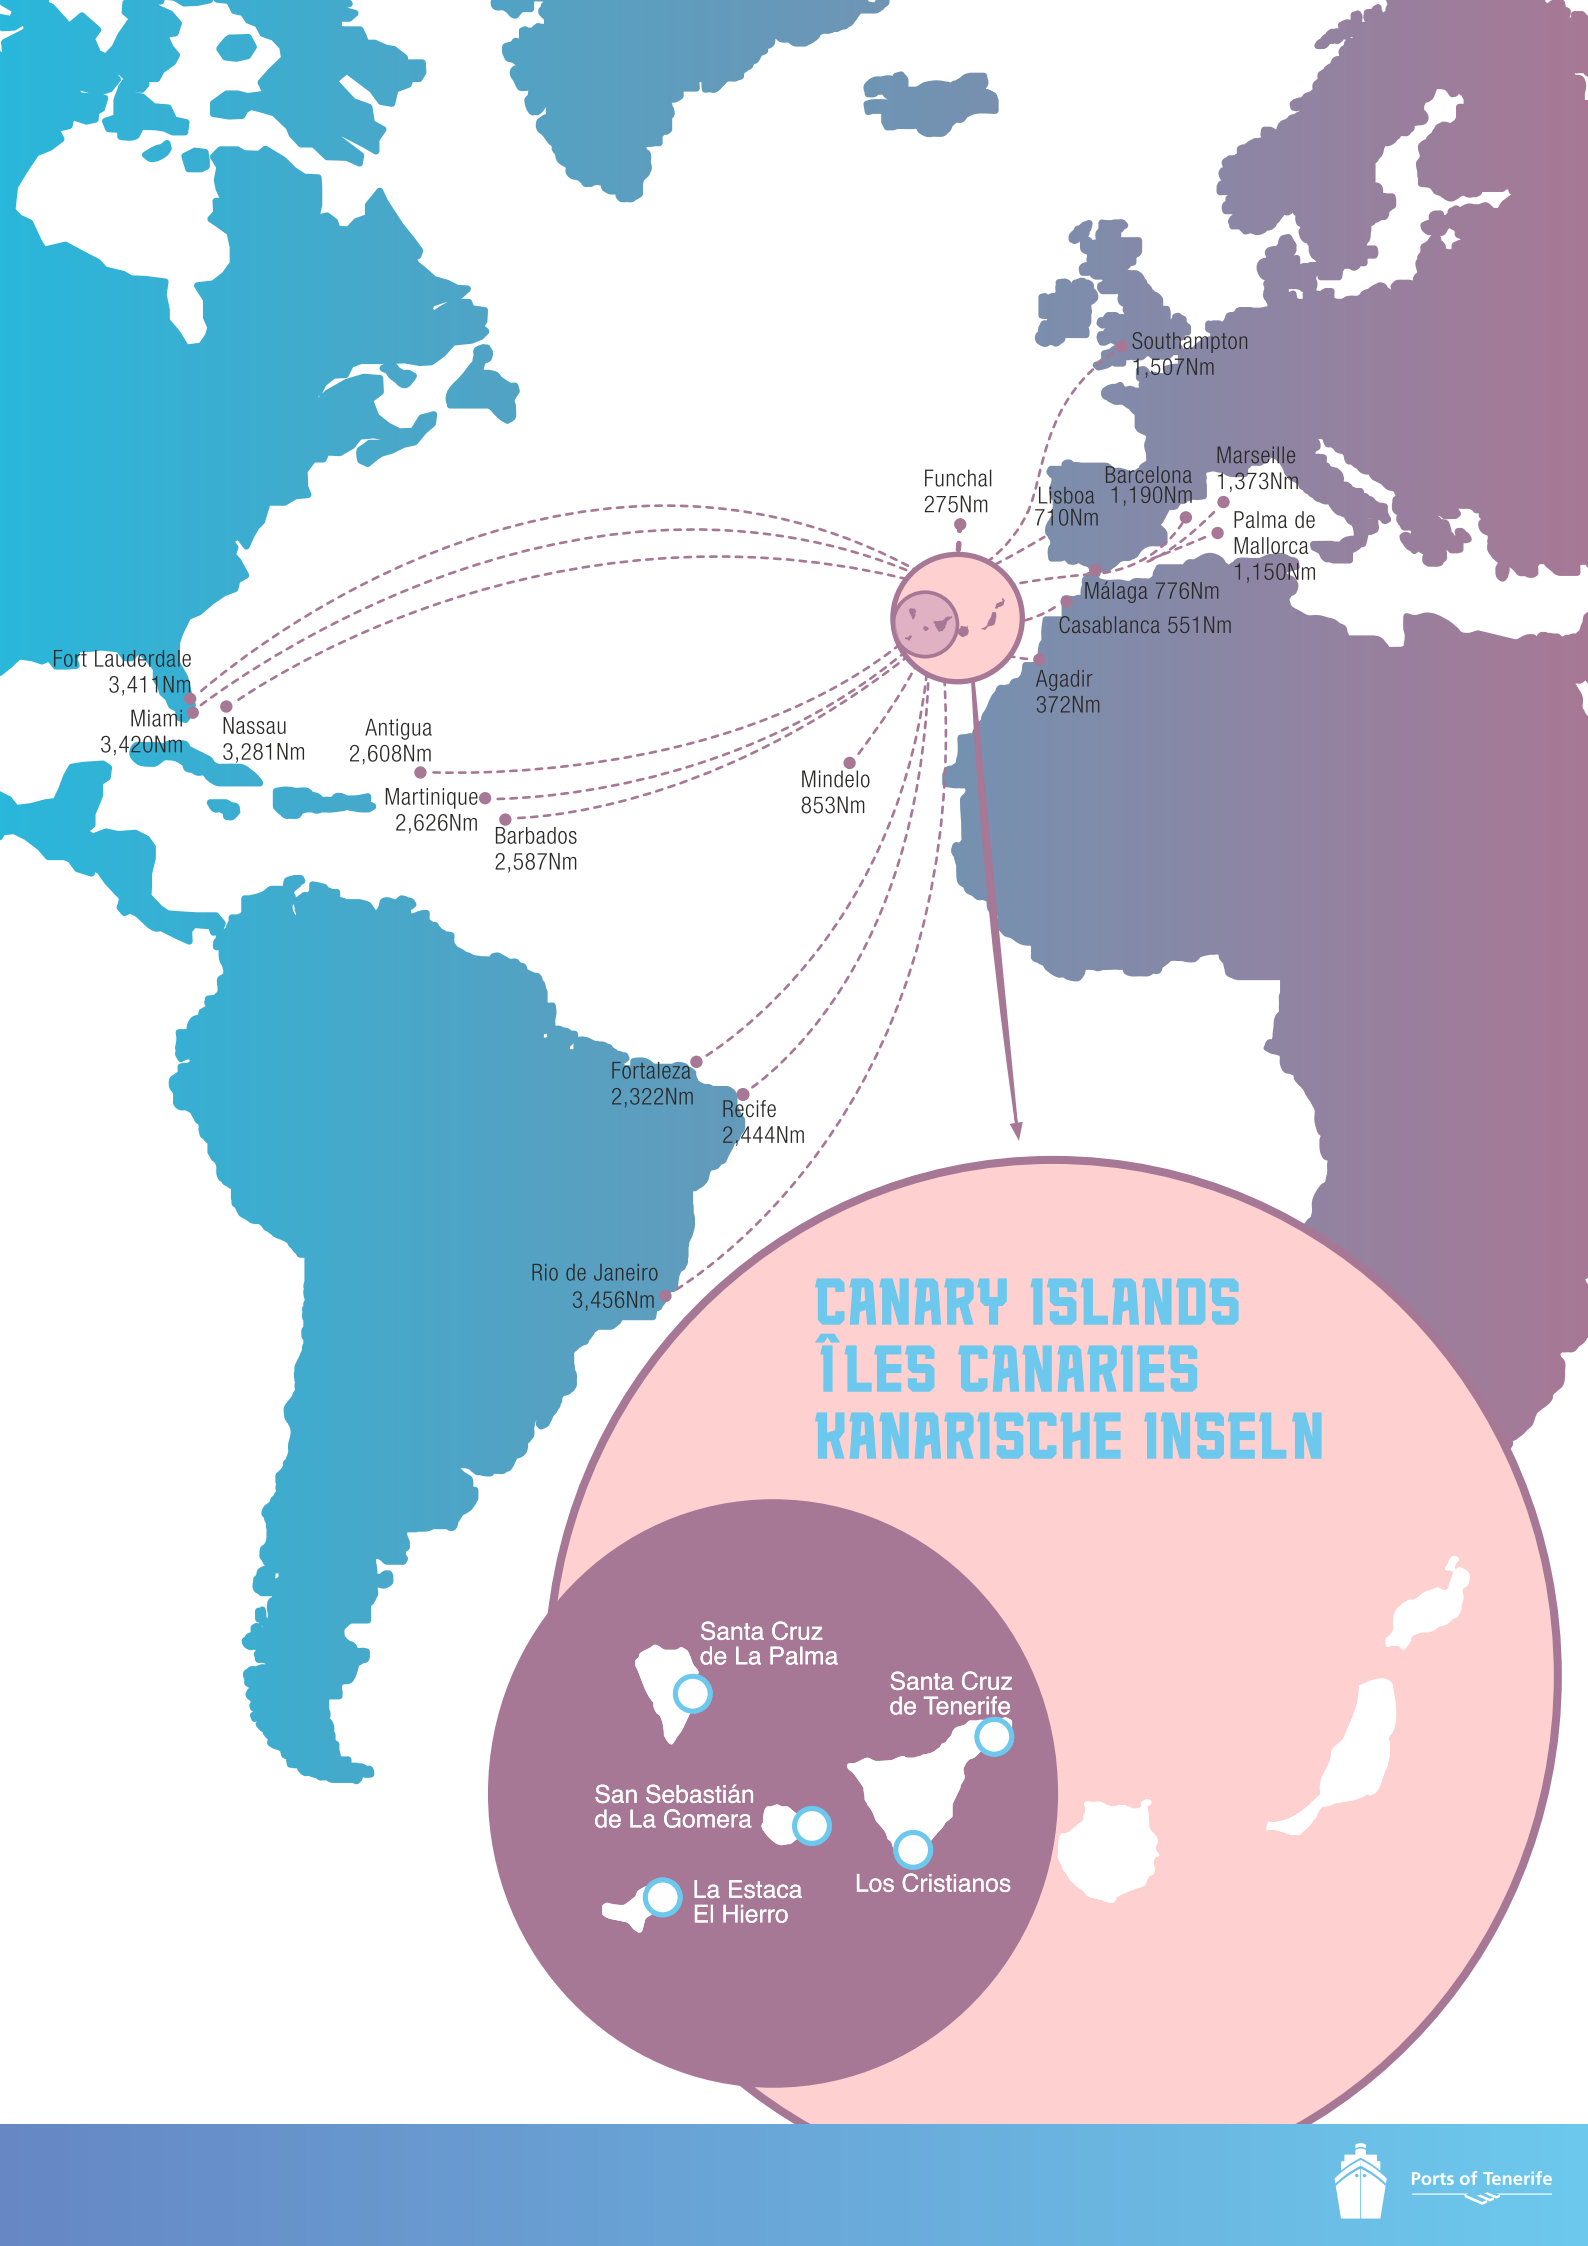 Southampton
1,507Nm
Marseille
1,373Nm
Barcelona
1,190Nm
Funchal
275Nm
Lisboa
710Nm
Palma de
Mallorca
1,150Nm
Málaga 776Nm
Casablanca 551Nm
Agadir
372Nm
Fort Lauderdale
3,411Nm
Miami
3,420Nm
Nassau
3,281Nm
Antigua
2,608Nm
Martinique
2,626Nm
Barbados
2,587Nm
Mindelo
853Nm
Fortaleza
2,322Nm
Recife
2,444Nm
Rio de Janeiro
3,456Nm
CANARY ISLANDS
ÎLES CANARIES
KANARISCHE INSELN
Santa Cruz
de La Palma
Santa Cruz
de Tenerife
San Sebastián
de La Gomera
Los Cristianos
La Estaca
El Hierro
Ports of Tenerife